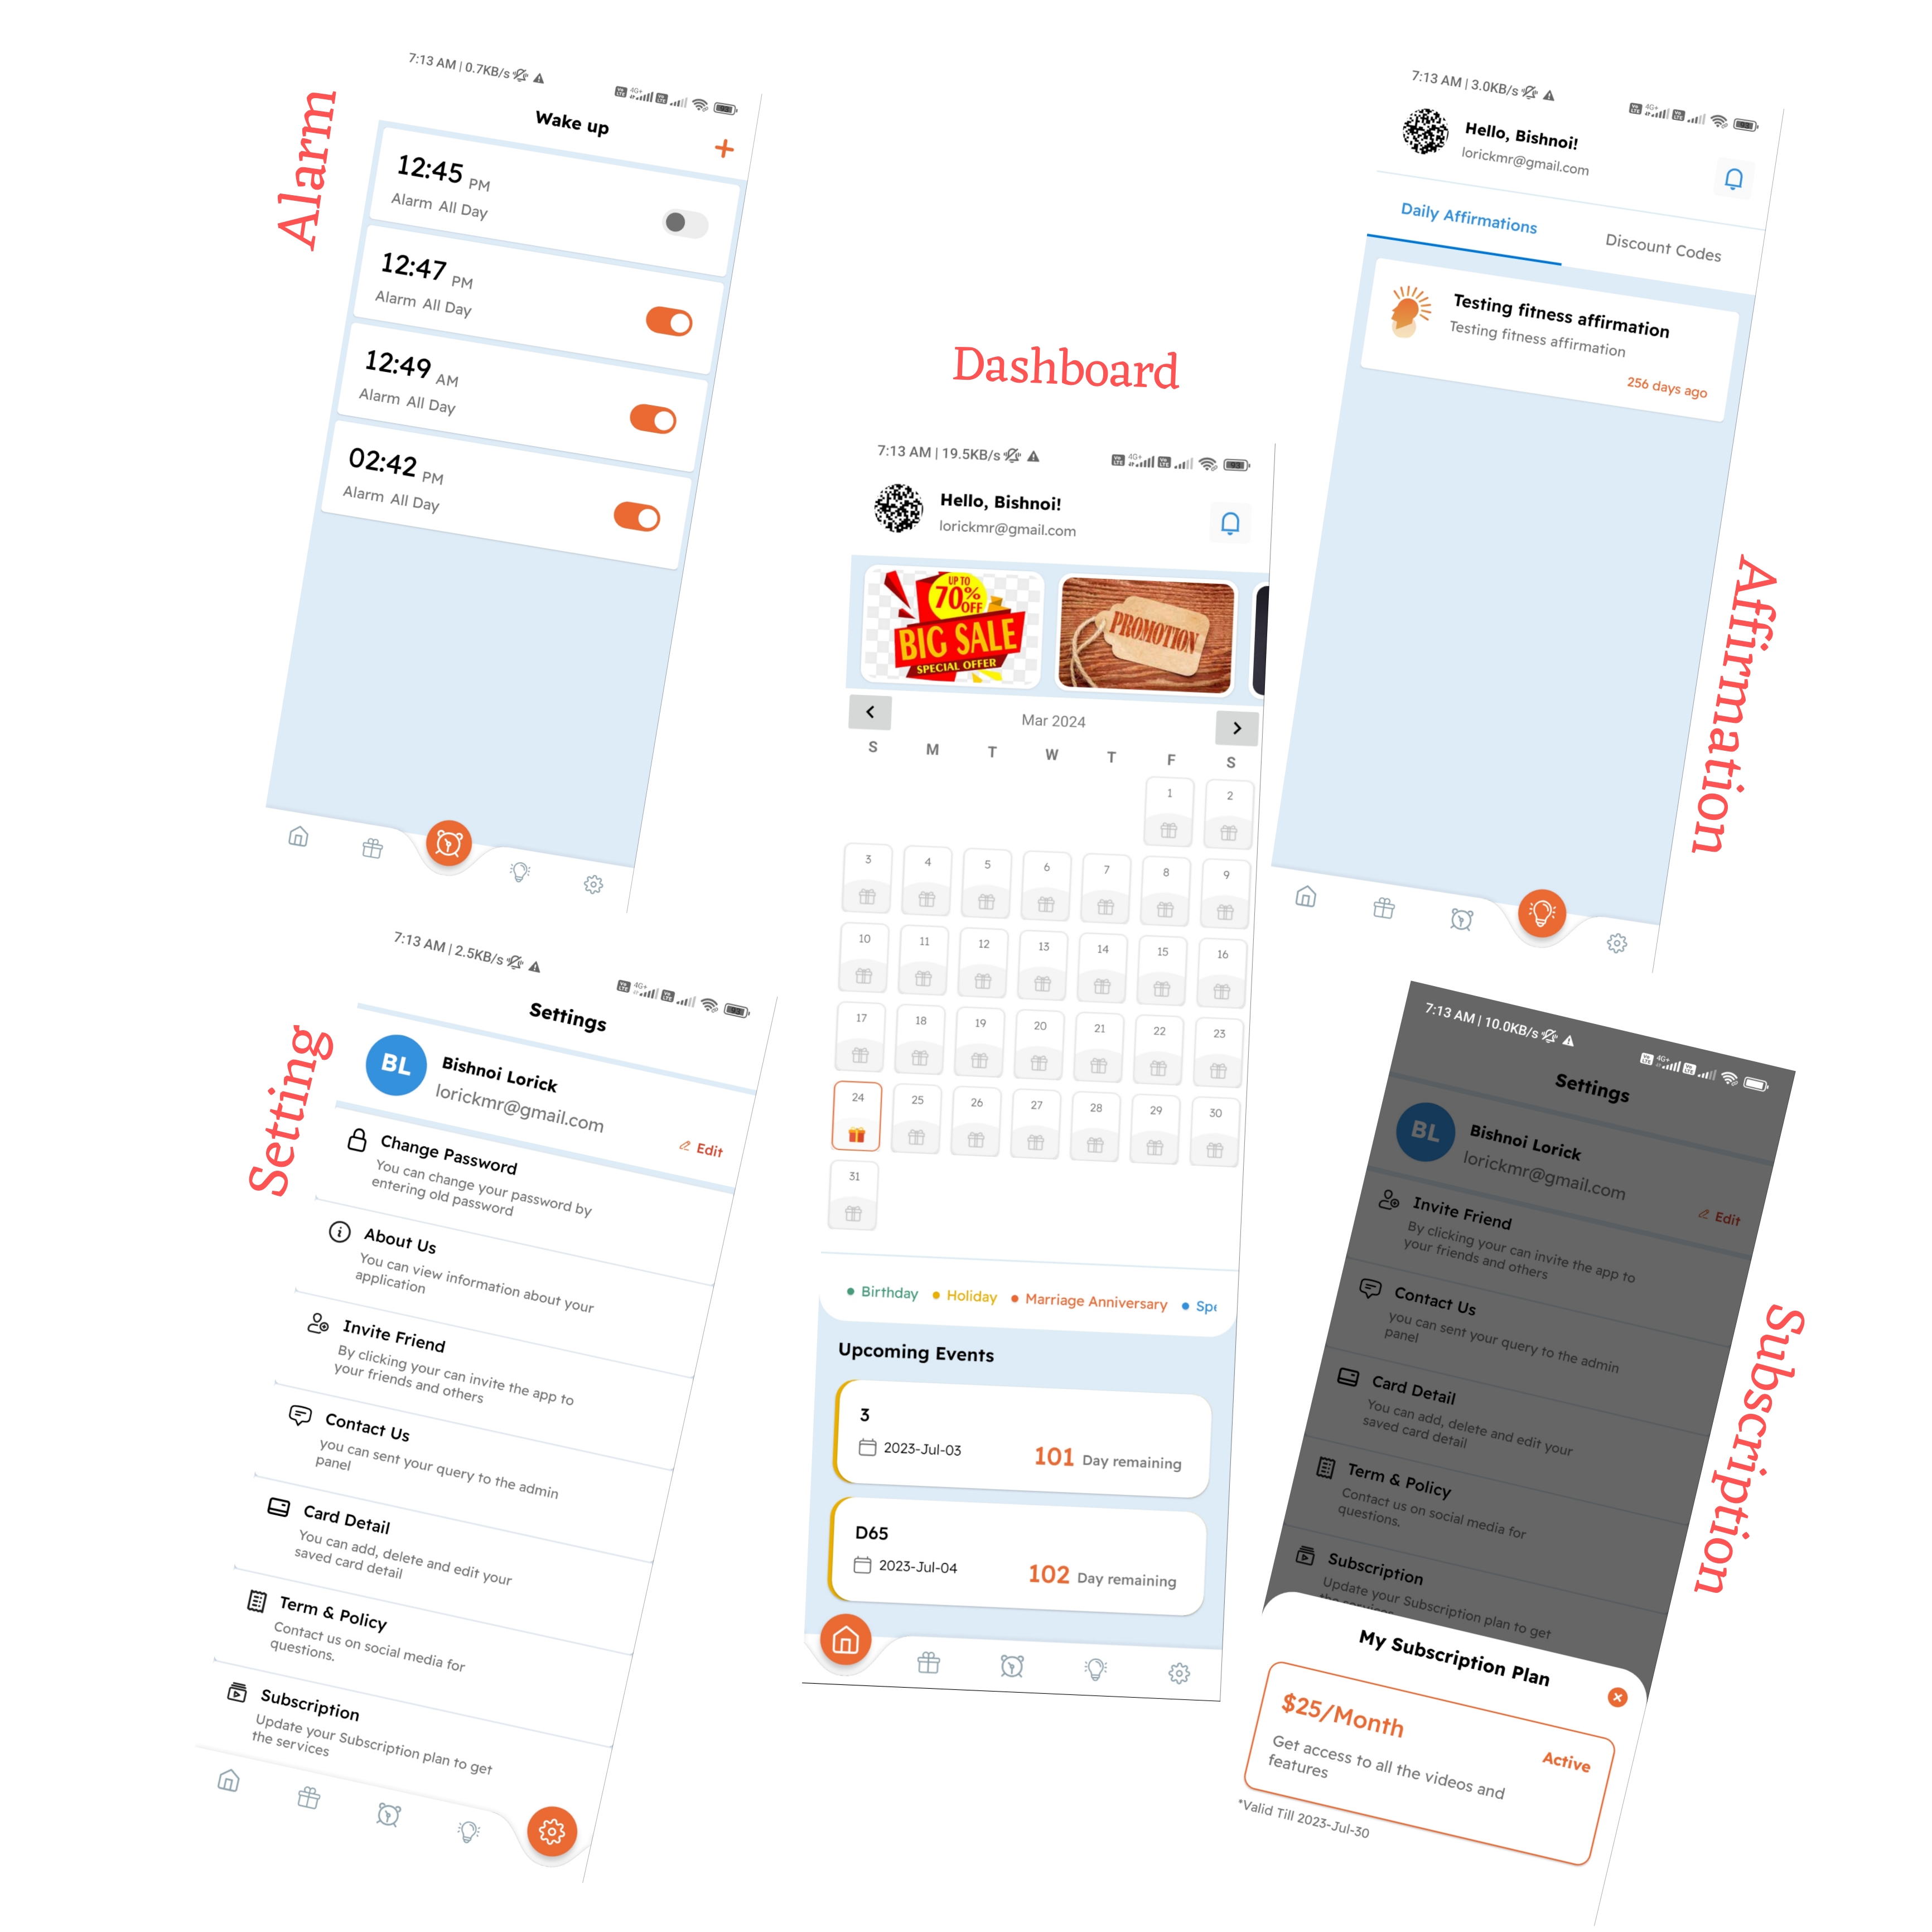 Alarm
7:13 AM | 0.7KB/s
Wake up
12:45 PM
Alarm All Day
12:47 PM
Alarm All Day
12:49 AM
Alarm All Day
02:42 PM
Alarm All Day
Setting
7:13 AM | 2.5KB/s
Settings
BL
Bishnoi Lorick
lorickmr@gmail.com
Edit
Change Password
You can change your password by
entering old password
About Us
You can view information about your
application
Invite Friend
By clicking your can invite the app to
your friends and others
Contact Us
you can sent your query to the admin
panel
Card Detail
You can add, delete and edit your
saved card detail
Term & Policy
Contact us on social media for
questions.
Subscription
Update your Subscription plan to get
the services
Dashboard
7:13 AM | 19.5KB/s
Hello, Bishnoi!
lorickmr@gmail.com
UP TO
70%
OFF
BIG SALE
SPECIAL OFFER
PROMOTION
Mar 2024
S M T W T F S
1 2
3 4 5 6 7 8 9
10 11 12 13 14 15 16
17 18 19 20 21 22 23
24 25 26 27 28 29 30
31
Birthday Holiday Marriage Anniversary Spe
Upcoming Events
3
2023-Jul-03 101 Day remaining
D65
2023-Jul-04 102 Day remaining
Affirmation
7:13 AM | 3.0KB/s
Hello, Bishnoi!
lorickmr@gmail.com
Daily Affirmations Discount Codes
Testing fitness affirmation
Testing fitness affirmation
256 days ago
Subscription
7:13 AM | 10.0KB/s
Settings
BL
Bishnoi Lorick
lorickmr@gmail.com
Edit
Invite Friend
By clicking your can invite the app to
your friends and others
Contact Us
you can sent your query to the admin
panel
Card Detail
You can add, delete and edit your
saved card detail
Term & Policy
Contact us on social media for
questions.
Subscription
Update your Subscription plan to get
the services
My Subscription Plan
$25/Month
Active
Get access to all the videos and
features
*Valid Till 2023-Jul-30